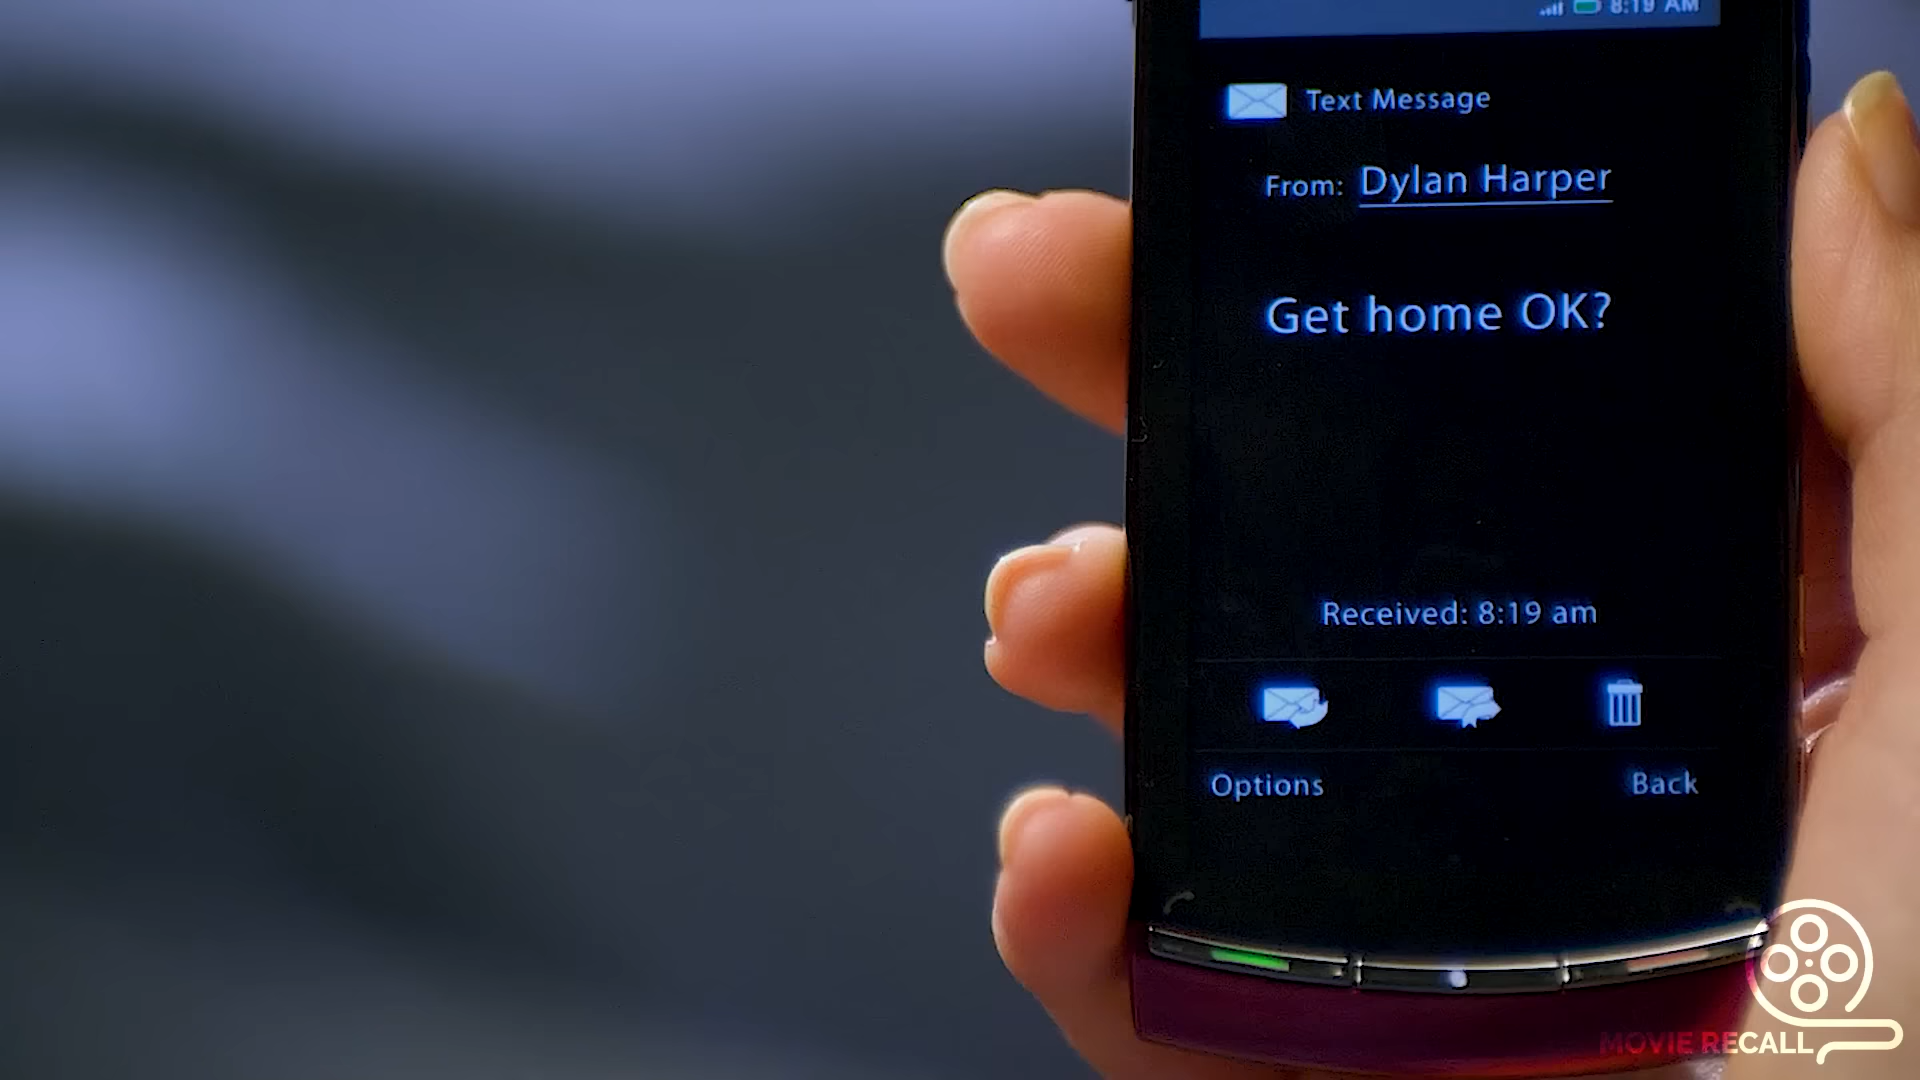 8:19 AM
Text Message
From: Dylan Harper
Get home OK?
Received: 8:19 am
Options
Back
MOVIE RECALL